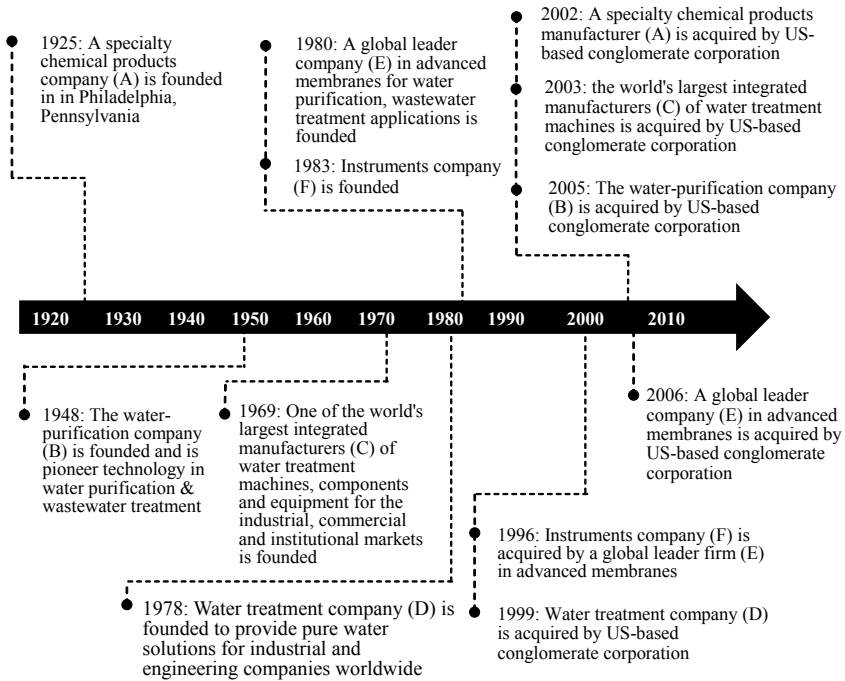 1925: A specialty
chemical products
company (A) is founded
in in Philadelphia,
Pennsylvania
1980: A global leader
company (E) in advanced
membranes for water
purification, wastewater
treatment applications is
founded
1983: Instruments company
(F) is founded
2002: A specialty chemical products
manufacturer (A) is acquired by US-
based conglomerate corporation
2003: the world's largest integrated
manufacturers (C) of water treatment
machines is acquired by US-based
conglomerate corporation
2005: The water-purification company
(B) is acquired by US-based
conglomerate corporation
1920 1930 1940 1950 1960 1970 1980 1990 2000 2010
1948: The water-
purification company
(B) is founded and is
pioneer technology in
water purification &
wastewater treatment
1969: One of the world's
largest integrated
manufacturers (C) of
water treatment
machines, components
and equipment for the
industrial, commercial
and institutional markets
is founded
1978: Water treatment company (D) is
founded to provide pure water
solutions for industrial and
engineering companies worldwide
2006: A global leader
company (E) in advanced
membranes is acquired by
US-based conglomerate
corporation
1996: Instruments company (F) is
acquired by a global leader firm (E)
in advanced membranes
1999: Water treatment company (D)
is acquired by US-based
conglomerate corporation